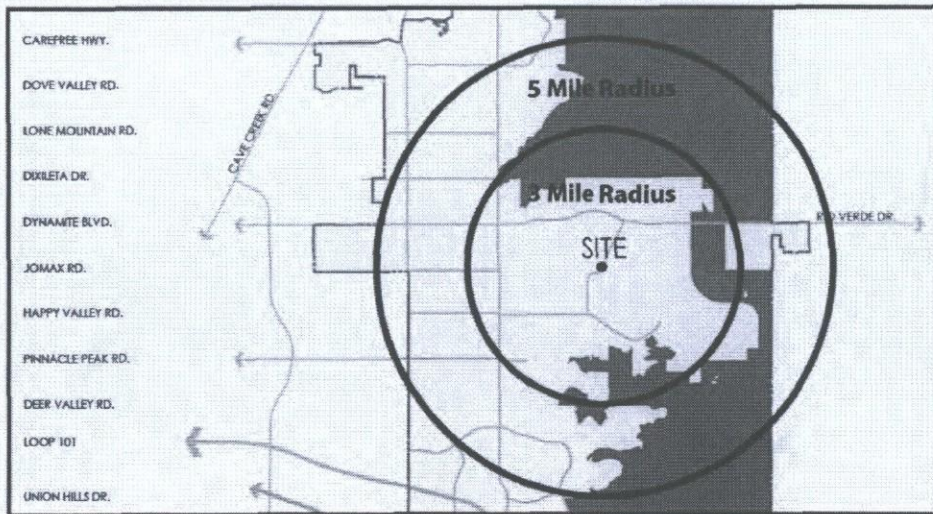 CAREFREE HWY.
DOVE VALLEY RD.
LONE MOUNTAIN RD.
DIXILETA DR.
DYNAMITE BLVD.
JOMAX RD.
HAPPY VALLEY RD.
PINNACLE PEAK RD.
DEER VALLEY RD.
LOOP 101
UNION HILLS DR.
CAVE CREEK RD
5 Mile Radius
3 Mile Radius
RIO VERDE DR.
SITE